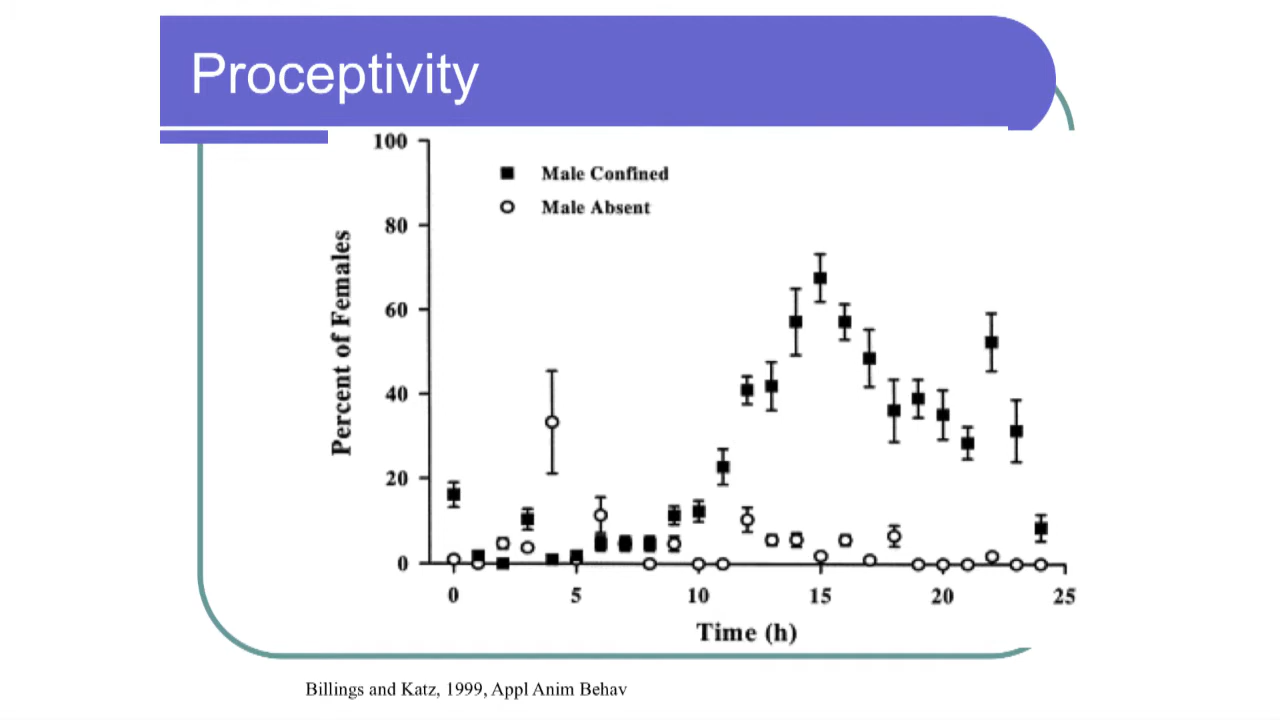 Proceptivity
100
80
60
40
20
0
Percent of Females
Male Confined
Male Absent
0 5 10 15 20 25
Time (h)
Billings and Katz, 1999, Appl Anim Behav